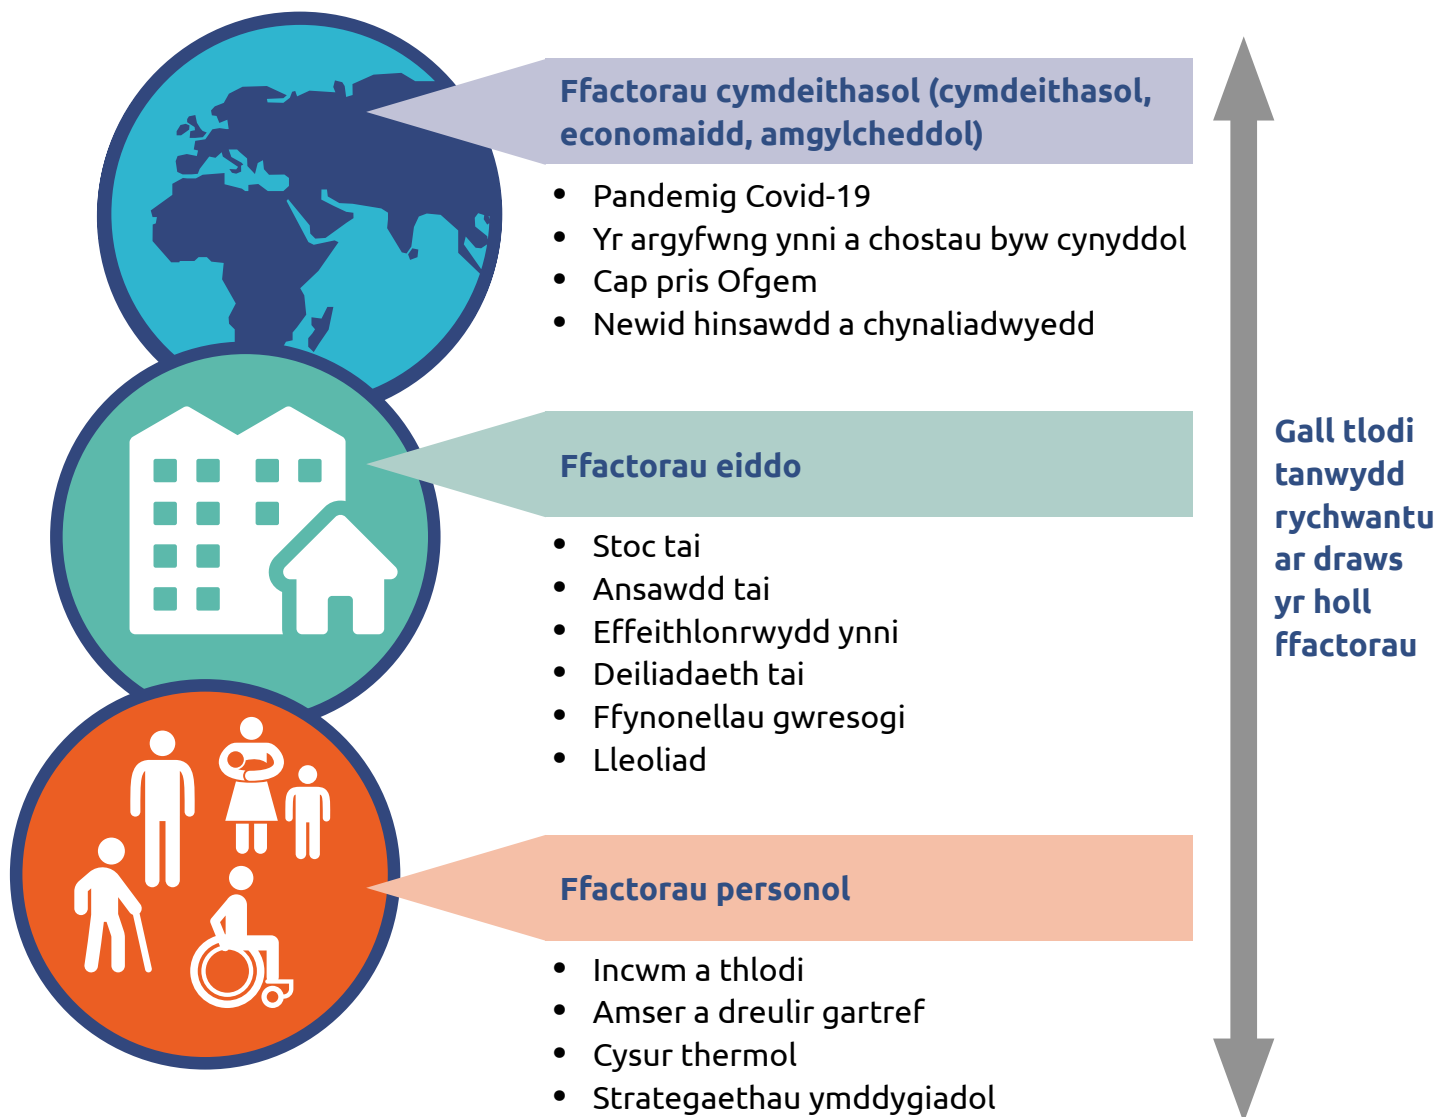 Ffactorau cymdeithasol (cymdeithasol,
economaidd, amgylcheddol)
• Pandemig Covid-19
• Yr argyfwng ynni a chostau byw cynyddol
• Cap pris Ofgem
• Newid hinsawdd a chynaliadwyedd
Ffactorau eiddo
• Stoc tai
• Ansawdd tai
• Effeithlonrwydd ynni
• Deiliadaeth tai
• Ffynonellau gwresogi
• Lleoliad
Ffactorau personol
• Incwm a thlodi
• Amser a dreulir gartref
• Cysur thermol
• Strategaethau ymddygiadol
Gall tlodi
tanwydd
rychwantu
ar draws
yr holl
ffactorau